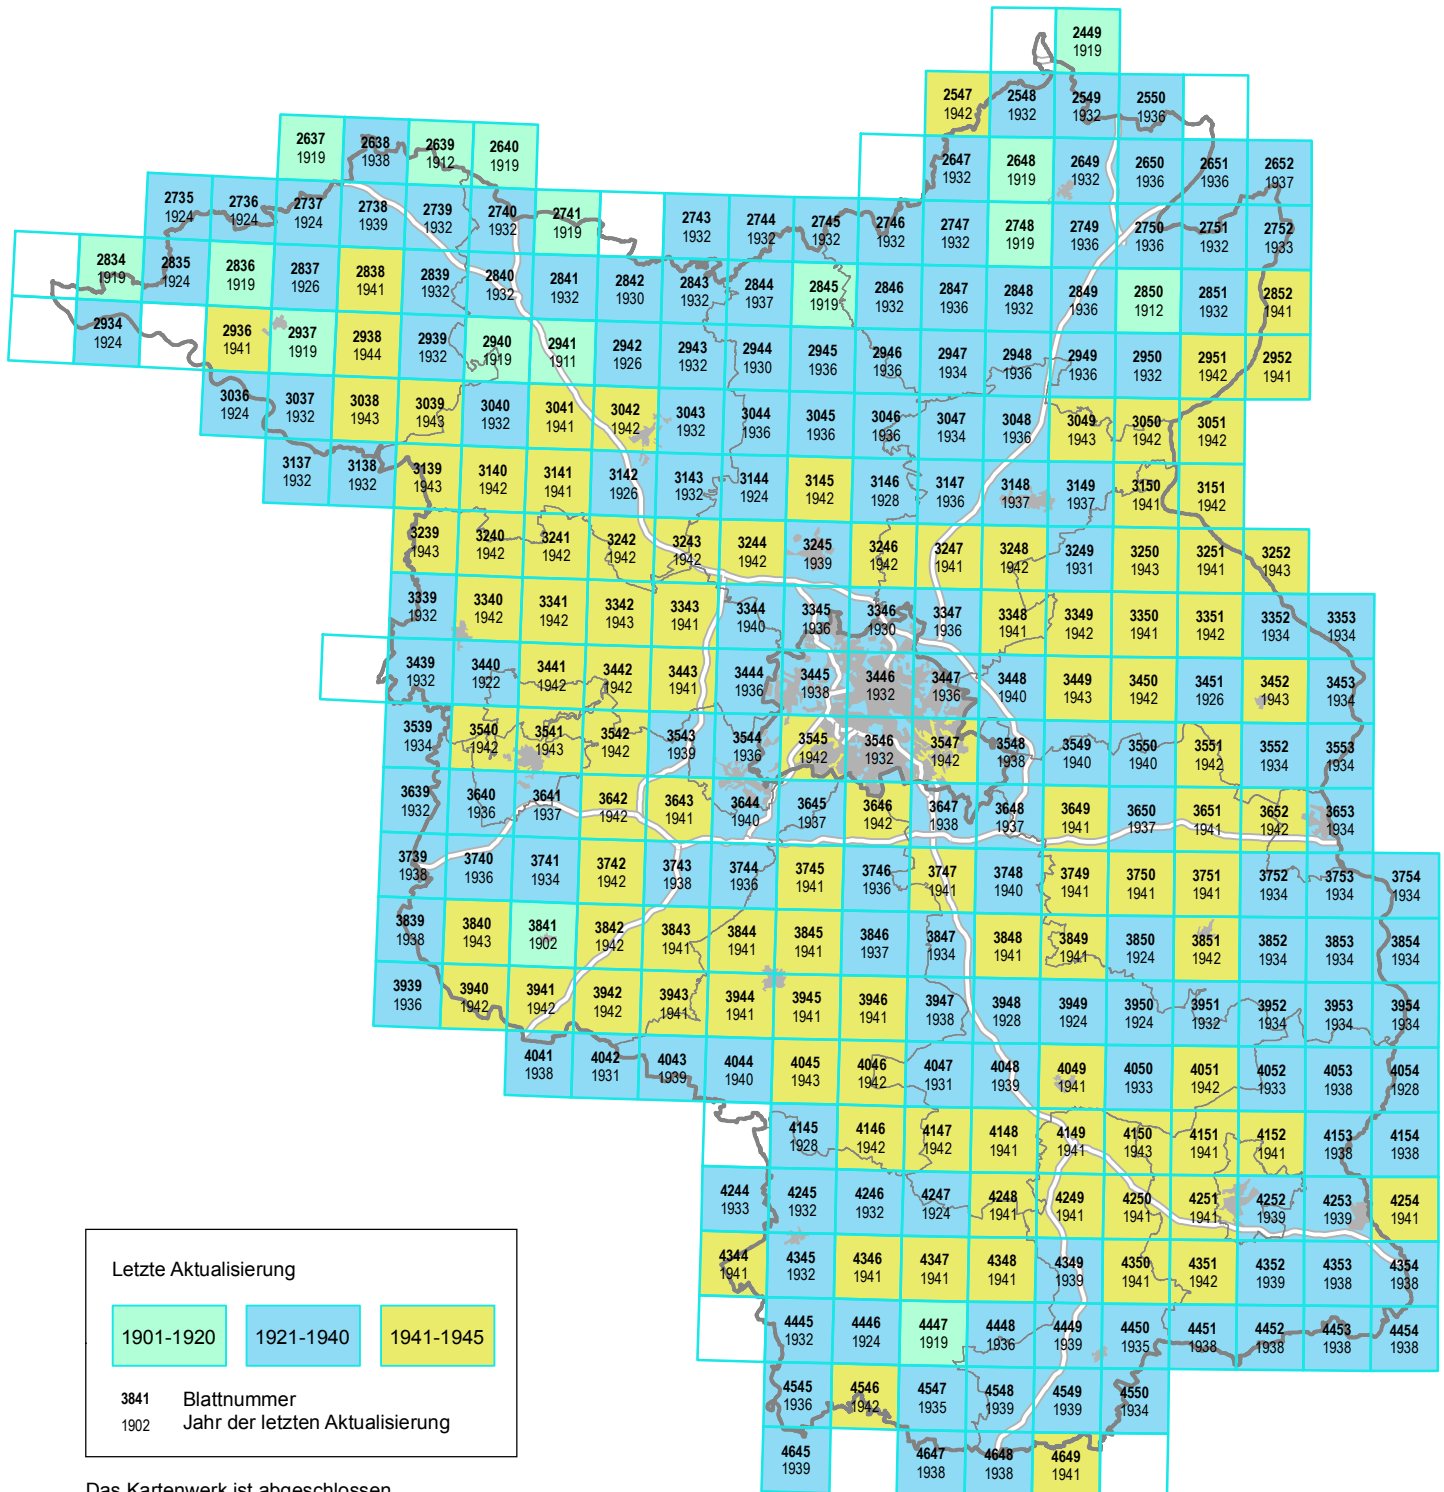 2449
1919
2547 2548 2549 2550
1942 1932 1932 1936
2637 2638 2639 2640 2647 2648 2649 2650 2651 2652
1919 1938 1912 1919 1932 1919 1932 1936 1936 1937
2735 2736 2737 2738 2739 2740 2741 2743 2744 2745 2746 2747 2748 2749 2750 2751 2752
1924 1924 1924 1939 1932 1932 1919 1932 1932 1932 1932 1932 1919 1936 1936 1932 1933
2834 2835 2836 2837 2838 2839 2840 2841 2842 2843 2844 2845 2846 2847 2848 2849 2850 2851 2852
1919 1924 1919 1926 1941 1932 1932 1932 1930 1932 1937 1919 1932 1936 1932 1936 1912 1932 1941
2934 2936 2937 2938 2939 2940 2941 2942 2943 2944 2945 2946 2947 2948 2949 2950 2951 2952
1924 1941 1919 1944 1932 1919 1911 1926 1932 1930 1936 1936 1934 1936 1936 1932 1942 1941
3036 3037 3038 3039 3040 3041 3042 3043 3044 3045 3046 3047 3048 3049 3050 3051
1924 1932 1943 1943 1932 1941 1942 1932 1936 1936 1936 1934 1936 1943 1942 1942
3137 3138 3139 3140 3141 3142 3143 3144 3145 3146 3147 3148 3149 3150 3151
1932 1932 1943 1942 1941 1926 1932 1924 1942 1928 1936 1937 1937 1941 1942
3239 3240 3241 3242 3243 3244 3245 3246 3247 3248 3249 3250 3251 3252
1943 1942 1942 1942 1942 1942 1939 1942 1941 1942 1931 1943 1941 1943
3339 3340 3341 3342 3343 3344 3345 3346 3347 3348 3349 3350 3351 3352 3353
1932 1942 1942 1943 1941 1940 1936 1930 1936 1941 1942 1941 1942 1934 1934
3439 3440 3441 3442 3443 3444 3445 3446 3447 3448 3449 3450 3451 3452 3453
1932 1922 1942 1942 1941 1936 1938 1932 1936 1940 1943 1942 1926 1943 1934
3539 3540 3541 3542 3543 3544 3545 3546 3547 3548 3549 3550 3551 3552 3553
1934 1942 1943 1942 1939 1936 1942 1932 1942 1938 1940 1940 1942 1934 1934
3639 3640 3641 3642 3643 3644 3645 3646 3647 3648 3649 3650 3651 3652 3653
1932 1936 1937 1942 1941 1940 1937 1942 1938 1937 1941 1937 1941 1942 1934
3739 3740 3741 3742 3743 3744 3745 3746 3747 3748 3749 3750 3751 3752 3753 3754
1938 1936 1934 1942 1938 1936 1941 1936 1941 1940 1941 1941 1941 1934 1934 1934
3839 3840 3841 3842 3843 3844 3845 3846 3847 3848 3849 3850 3851 3852 3853 3854
1938 1943 1902 1942 1941 1941 1941 1937 1934 1941 1941 1924 1942 1934 1934 1934
3939 3940 3941 3942 3943 3944 3945 3946 3947 3948 3949 3950 3951 3952 3953 3954
1936 1942 1942 1942 1941 1941 1941 1941 1938 1928 1924 1924 1932 1934 1934 1934
4041 4042 4043 4044 4045 4046 4047 4048 4049 4050 4051 4052 4053 4054
1938 1931 1939 1940 1943 1942 1931 1939 1941 1933 1942 1933 1938 1928
4145 4146 4147 4148 4149 4150 4151 4152 4153 4154
1928 1942 1942 1941 1941 1943 1941 1941 1938 1938
4244 4245 4246 4247 4248 4249 4250 4251 4252 4253 4254
1933 1932 1932 1924 1941 1941 1941 1941 1939 1939 1941
4344 4345 4346 4347 4348 4349 4350 4351 4352 4353 4354
1941 1932 1941 1941 1941 1939 1941 1942 1939 1938 1938
4445 4446 4447 4448 4449 4450 4451 4452 4453 4454
1932 1924 1919 1936 1939 1935 1938 1938 1938 1938
4545 4546 4547 4548 4549 4550
1936 1942 1935 1939 1939 1934
4645 4647 4648 4649
1939 1938 1938 1941
Letzte Aktualisierung
1901-1920 1921-1940 1941-1945
3841 Blattnummer
1902 Jahr der letzten Aktualisierung
Das Kartenwerk ist abgeschlossen